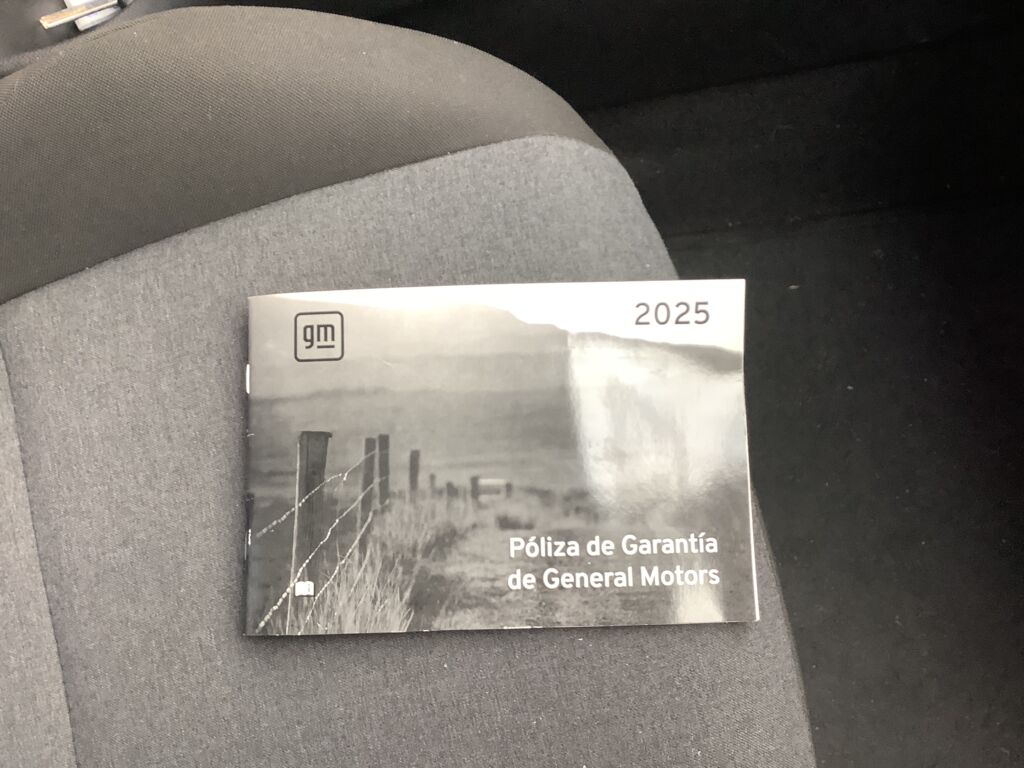 gm
2025
Póliza de Garantía
de General Motors